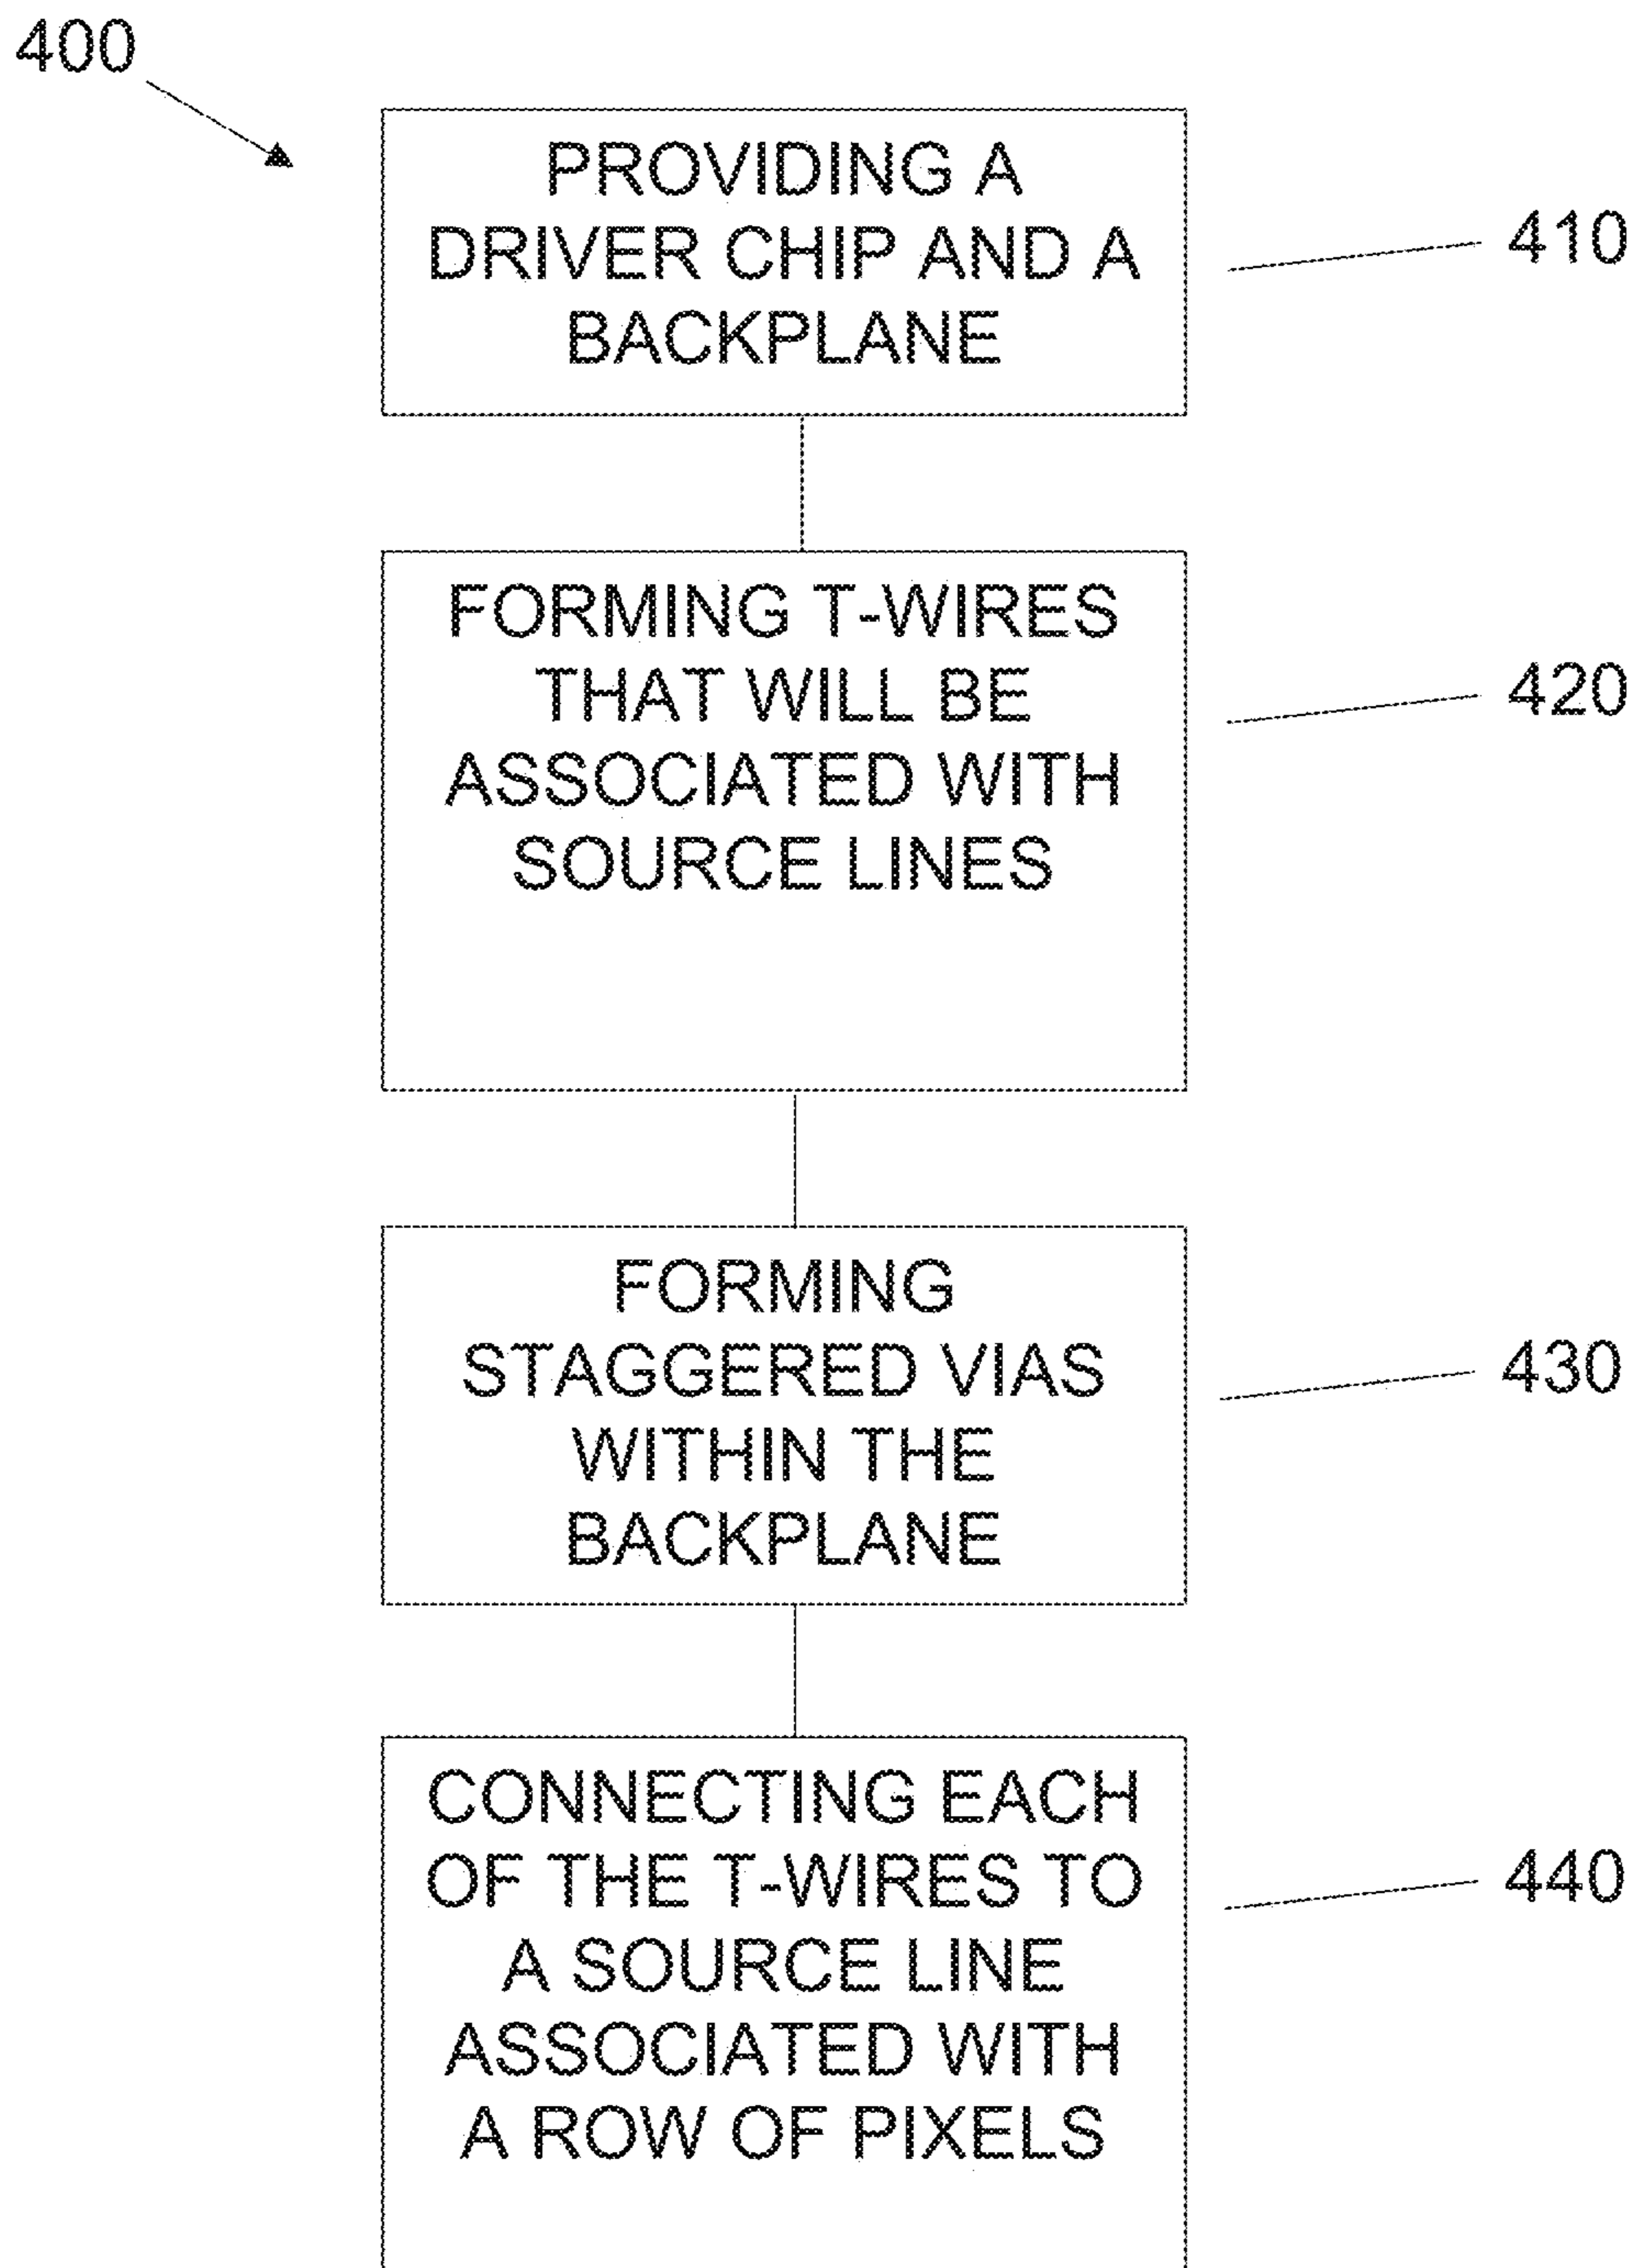 400
PROVIDING A
DRIVER CHIP AND A
BACKPLANE
410
FORMING T-WIRES
THAT WILL BE
ASSOCIATED WITH
SOURCE LINES
420
FORMING
STAGGERED VIAS
WITHIN THE
BACKPLANE
430
CONNECTING EACH
OF THE T-WIRES TO
A SOURCE LINE
ASSOCIATED WITH
A ROW OF PIXELS
440